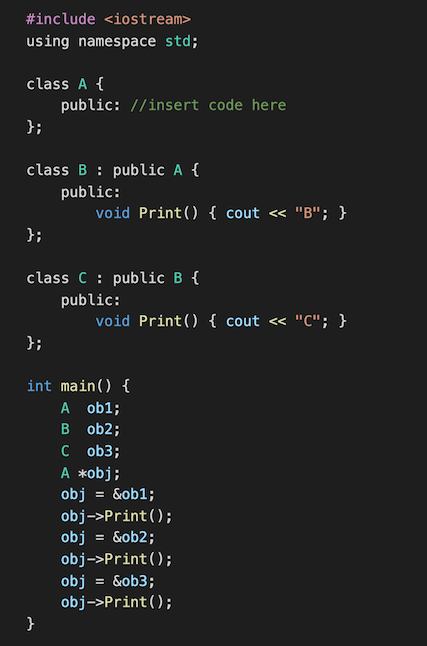 #include <iostream>
using namespace std;

class A {
    public: //insert code here
};

class B : public A {
    public:
        void Print() { cout << "B"; }
};

class C : public B {
    public:
        void Print() { cout << "C"; }
};

int main() {
    A  ob1;
    B  ob2;
    C  ob3;
    A *obj;
    obj = &ob1;
    obj->Print();
    obj = &ob2;
    obj->Print();
    obj = &ob3;
    obj->Print();
}